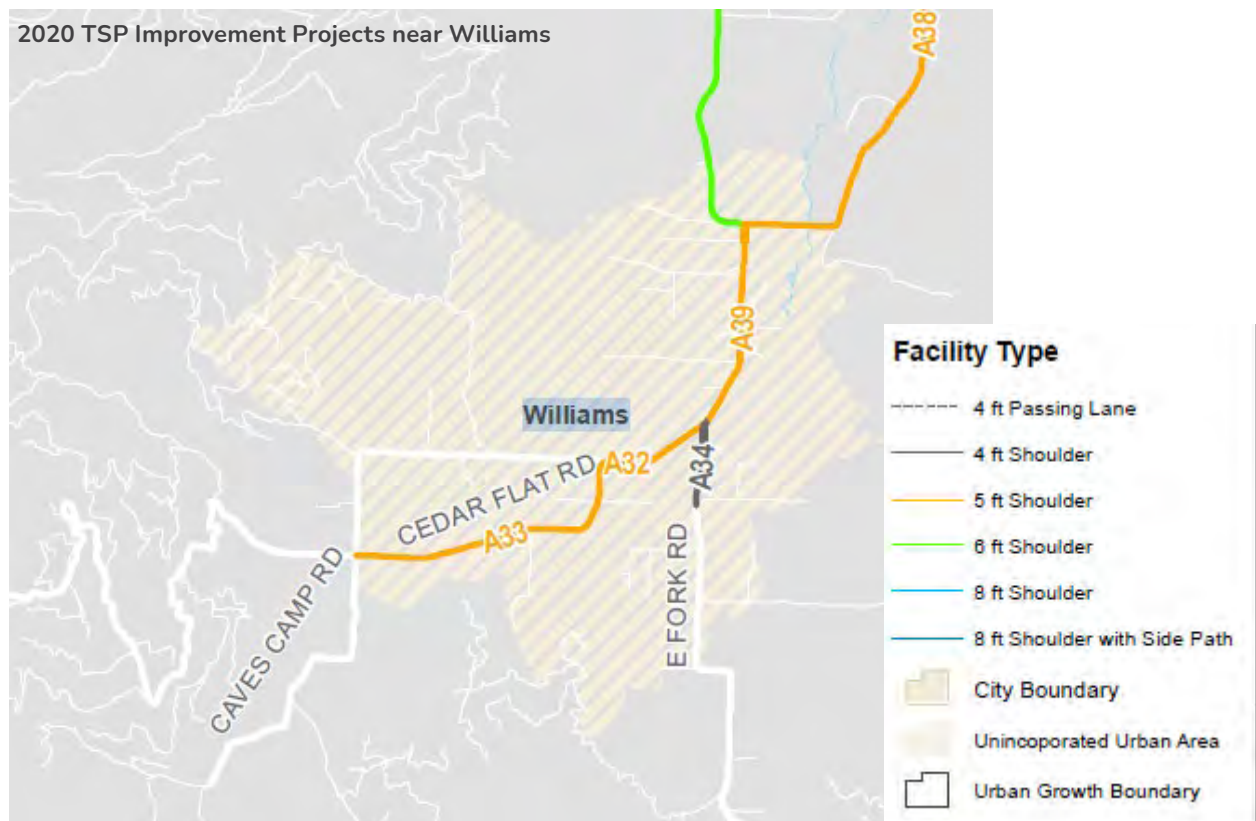 2020 TSP Improvement Projects near Williams
A38
A39
Williams
A32
A34
CEDAR FLAT RD
A33
E FORK RD
CAVES CAMP RD
Facility Type
4 ft Passing Lane
4 ft Shoulder
5 ft Shoulder
6 ft Shoulder
8 ft Shoulder
8 ft Shoulder with Side Path
City Boundary
Unincoporated Urban Area
Urban Growth Boundary